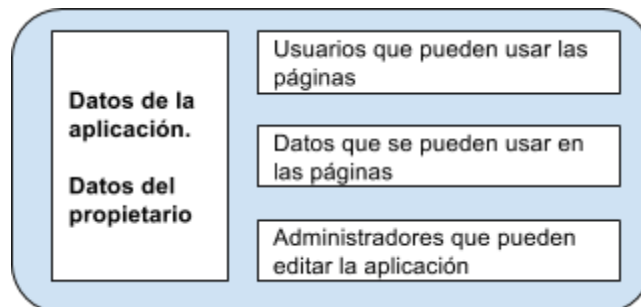 Datos de la
aplicación.
Datos del
propietario
Usuarios que pueden usar las
páginas
Datos que se pueden usar en
las páginas
Administradores que pueden
editar la aplicación